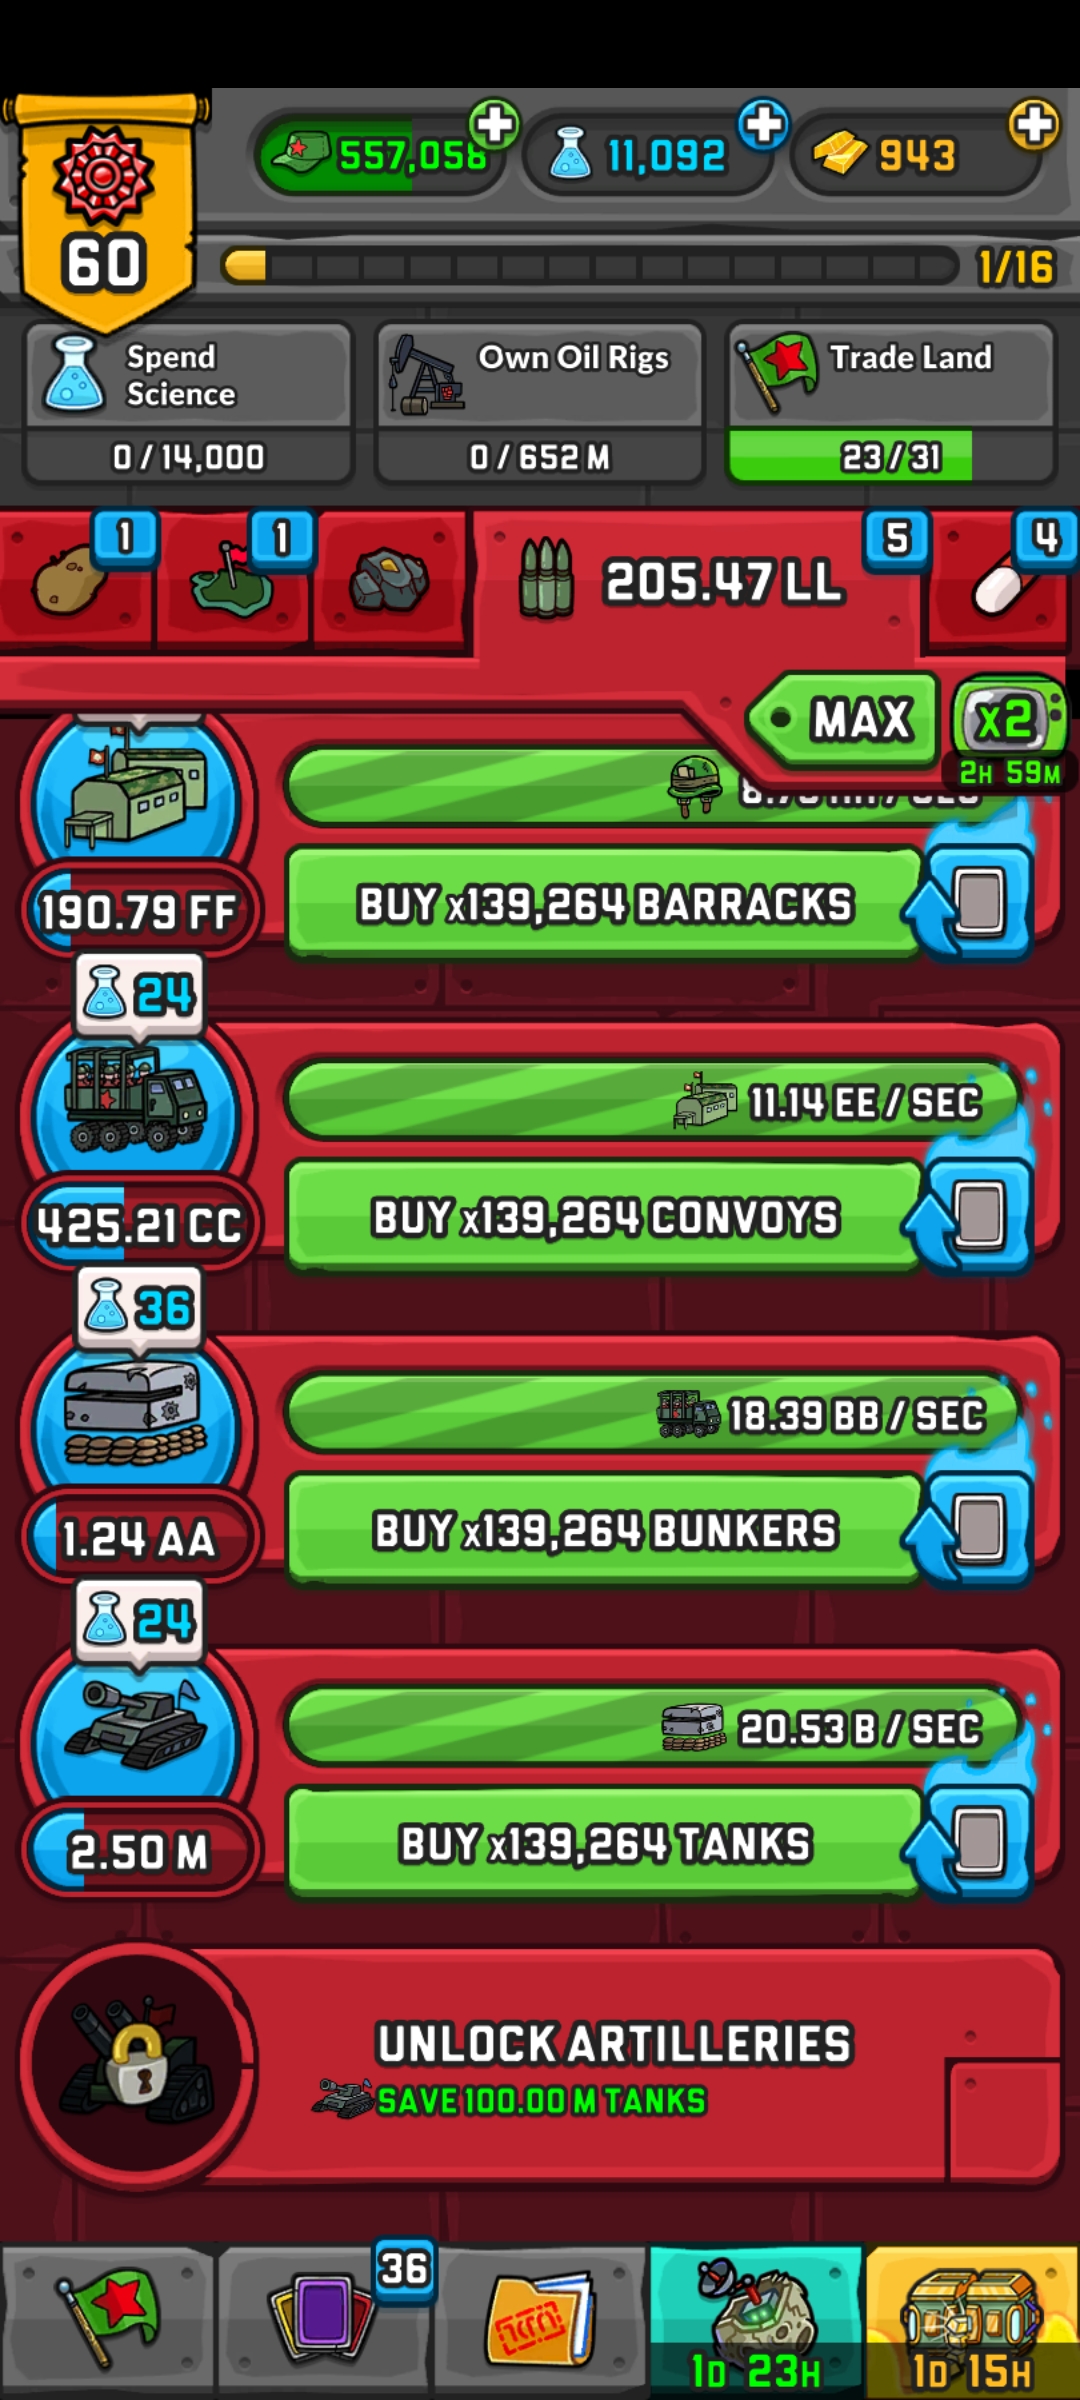 557,058
11,092
943
60
1/16
Spend
Science
0/14,000
Own Oil Rigs
0/652 M
Trade Land
23/31
1
1
205.47 LL
5
4
MAX
x2
2H 59M
190.79 FF
BUY x139,264 BARRACKS
24
11.14 EE / SEC
425.21 CC
BUY x139,264 CONVOYS
36
18.39 BB / SEC
1.24 AA
BUY x139,264 BUNKERS
24
20.53 B / SEC
2.50 M
BUY x139,264 TANKS
UNLOCK ARTILLERIES
SAVE 100.00 M TANKS
36
1D 23H
1D 15H